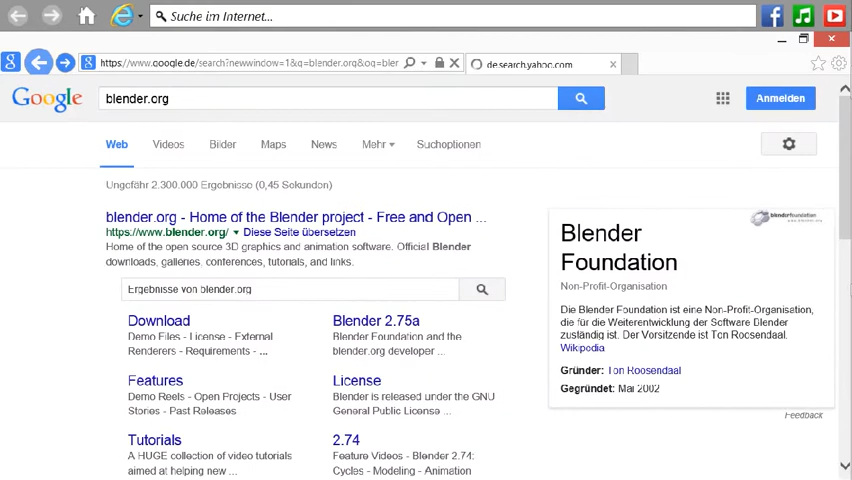 Suche im Internet...
https://www.google.de/search?newwindow=1&q=blender.org&oq=bler
de.search.yahoo.com
Google
blender.org
Anmelden
Web Videos Bilder Maps News Mehr Suchoptionen
Ungefähr 2.300.000 Ergebnisse (0,45 Sekunden)
blender.org - Home of the Blender project - Free and Open ...
https://www.blender.org/ Diese Seite übersetzen
Home of the open source 3D graphics and animation software. Official Blender
downloads, galleries, conferences, tutorials, and links.
Ergebnisse von blender.org
Download
Demo Files - License - External
Renderers - Requirements - ...
Blender 2.75a
Blender Foundation and the
blender.org developer ...
Features
Demo Reels - Open Projects - User
Stories - Past Releases
License
Blender is released under the GNU
General Public License ...
Tutorials
A HUGE collection of video tutorials
aimed at helping new ...
2.74
Feature Videos - Blender 2.74:
Cycles - Modeling - Animation
blenderfoundation
Blender
Foundation
Non-Profit-Organisation
Die Blender Foundation ist eine Non-Profit-Organisation,
die für die Weiterentwicklung der Software Blender
zuständig ist. Der Vorsitzende ist Ton Roosendaal.
Wikipedia
Gründer: Ton Roosendaal
Gegründet: Mai 2002
Feedback